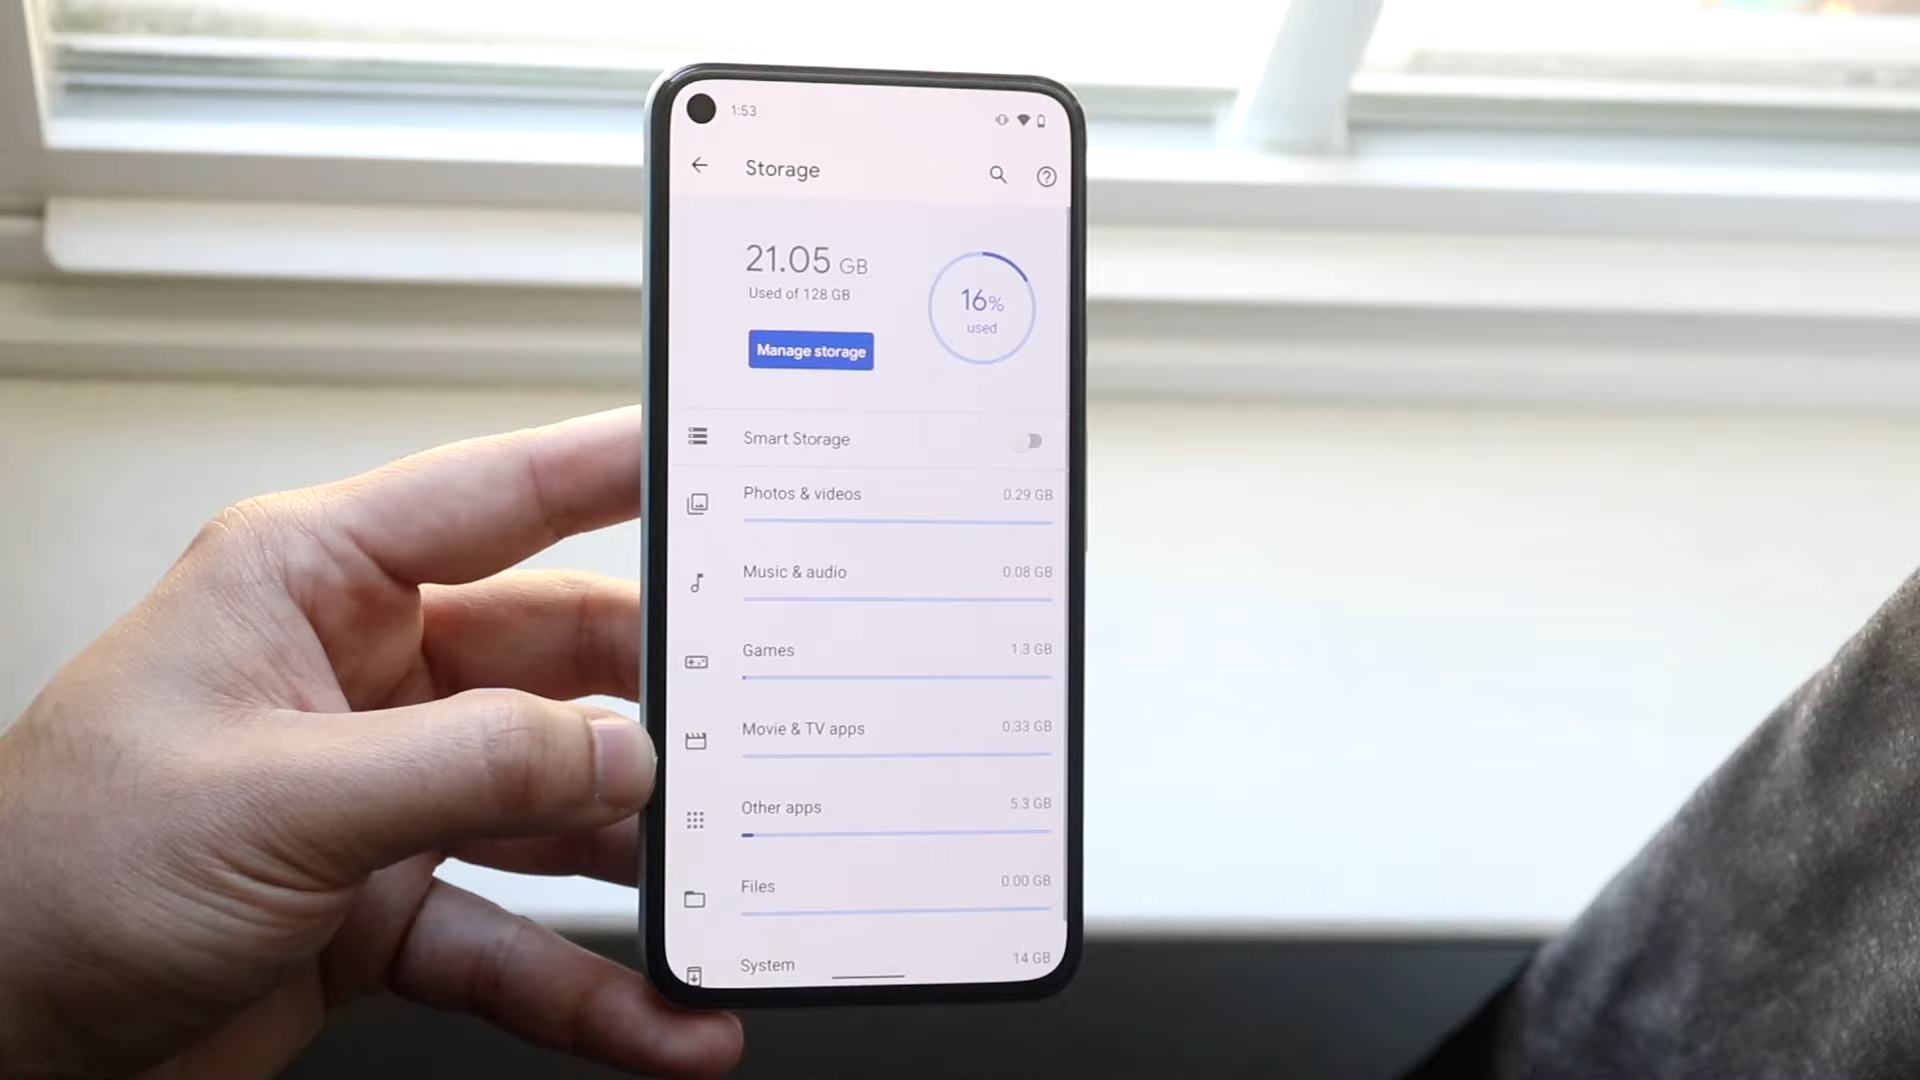 1:53
Storage
21.05 GB
Used of 128 GB
16%
used
Manage storage
Smart Storage
Photos & videos 0.29 GB
Music & audio 0.08 GB
Games 1.3 GB
Movie & TV apps 0.33 GB
Other apps 5.3 GB
Files 0.00 GB
System 14 GB